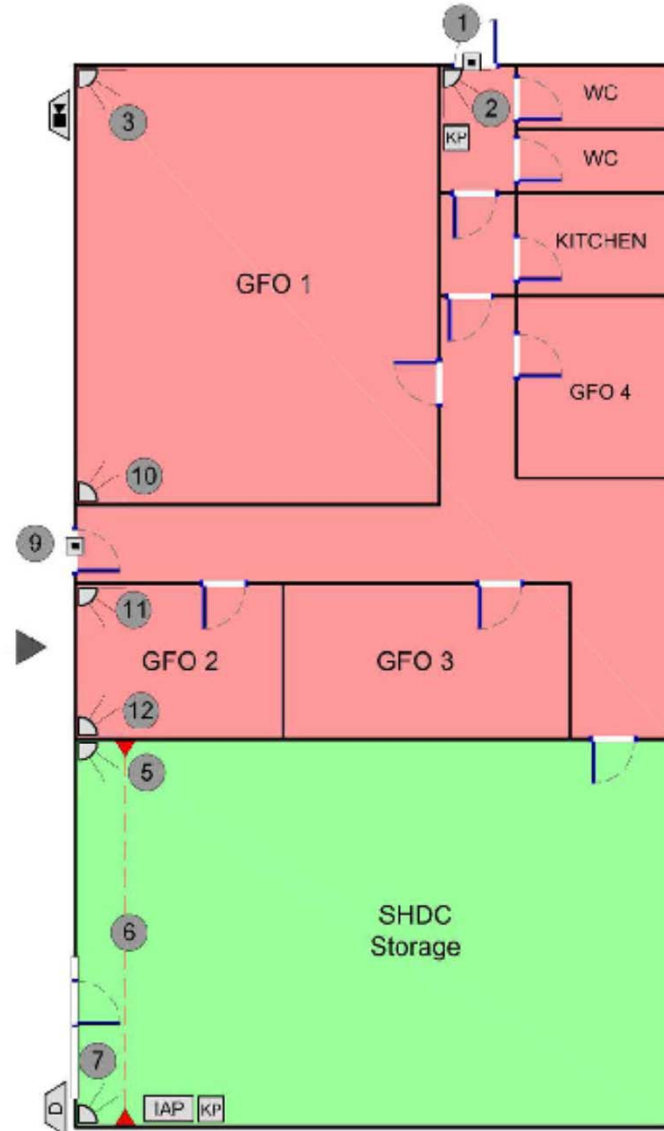 1
2
WC
3
KP
WC
KITCHEN
GFO 1
GFO 4
10
9
11
GFO 2
GFO 3
12
5
SHDC
Storage
6
7
D
IAP
KP